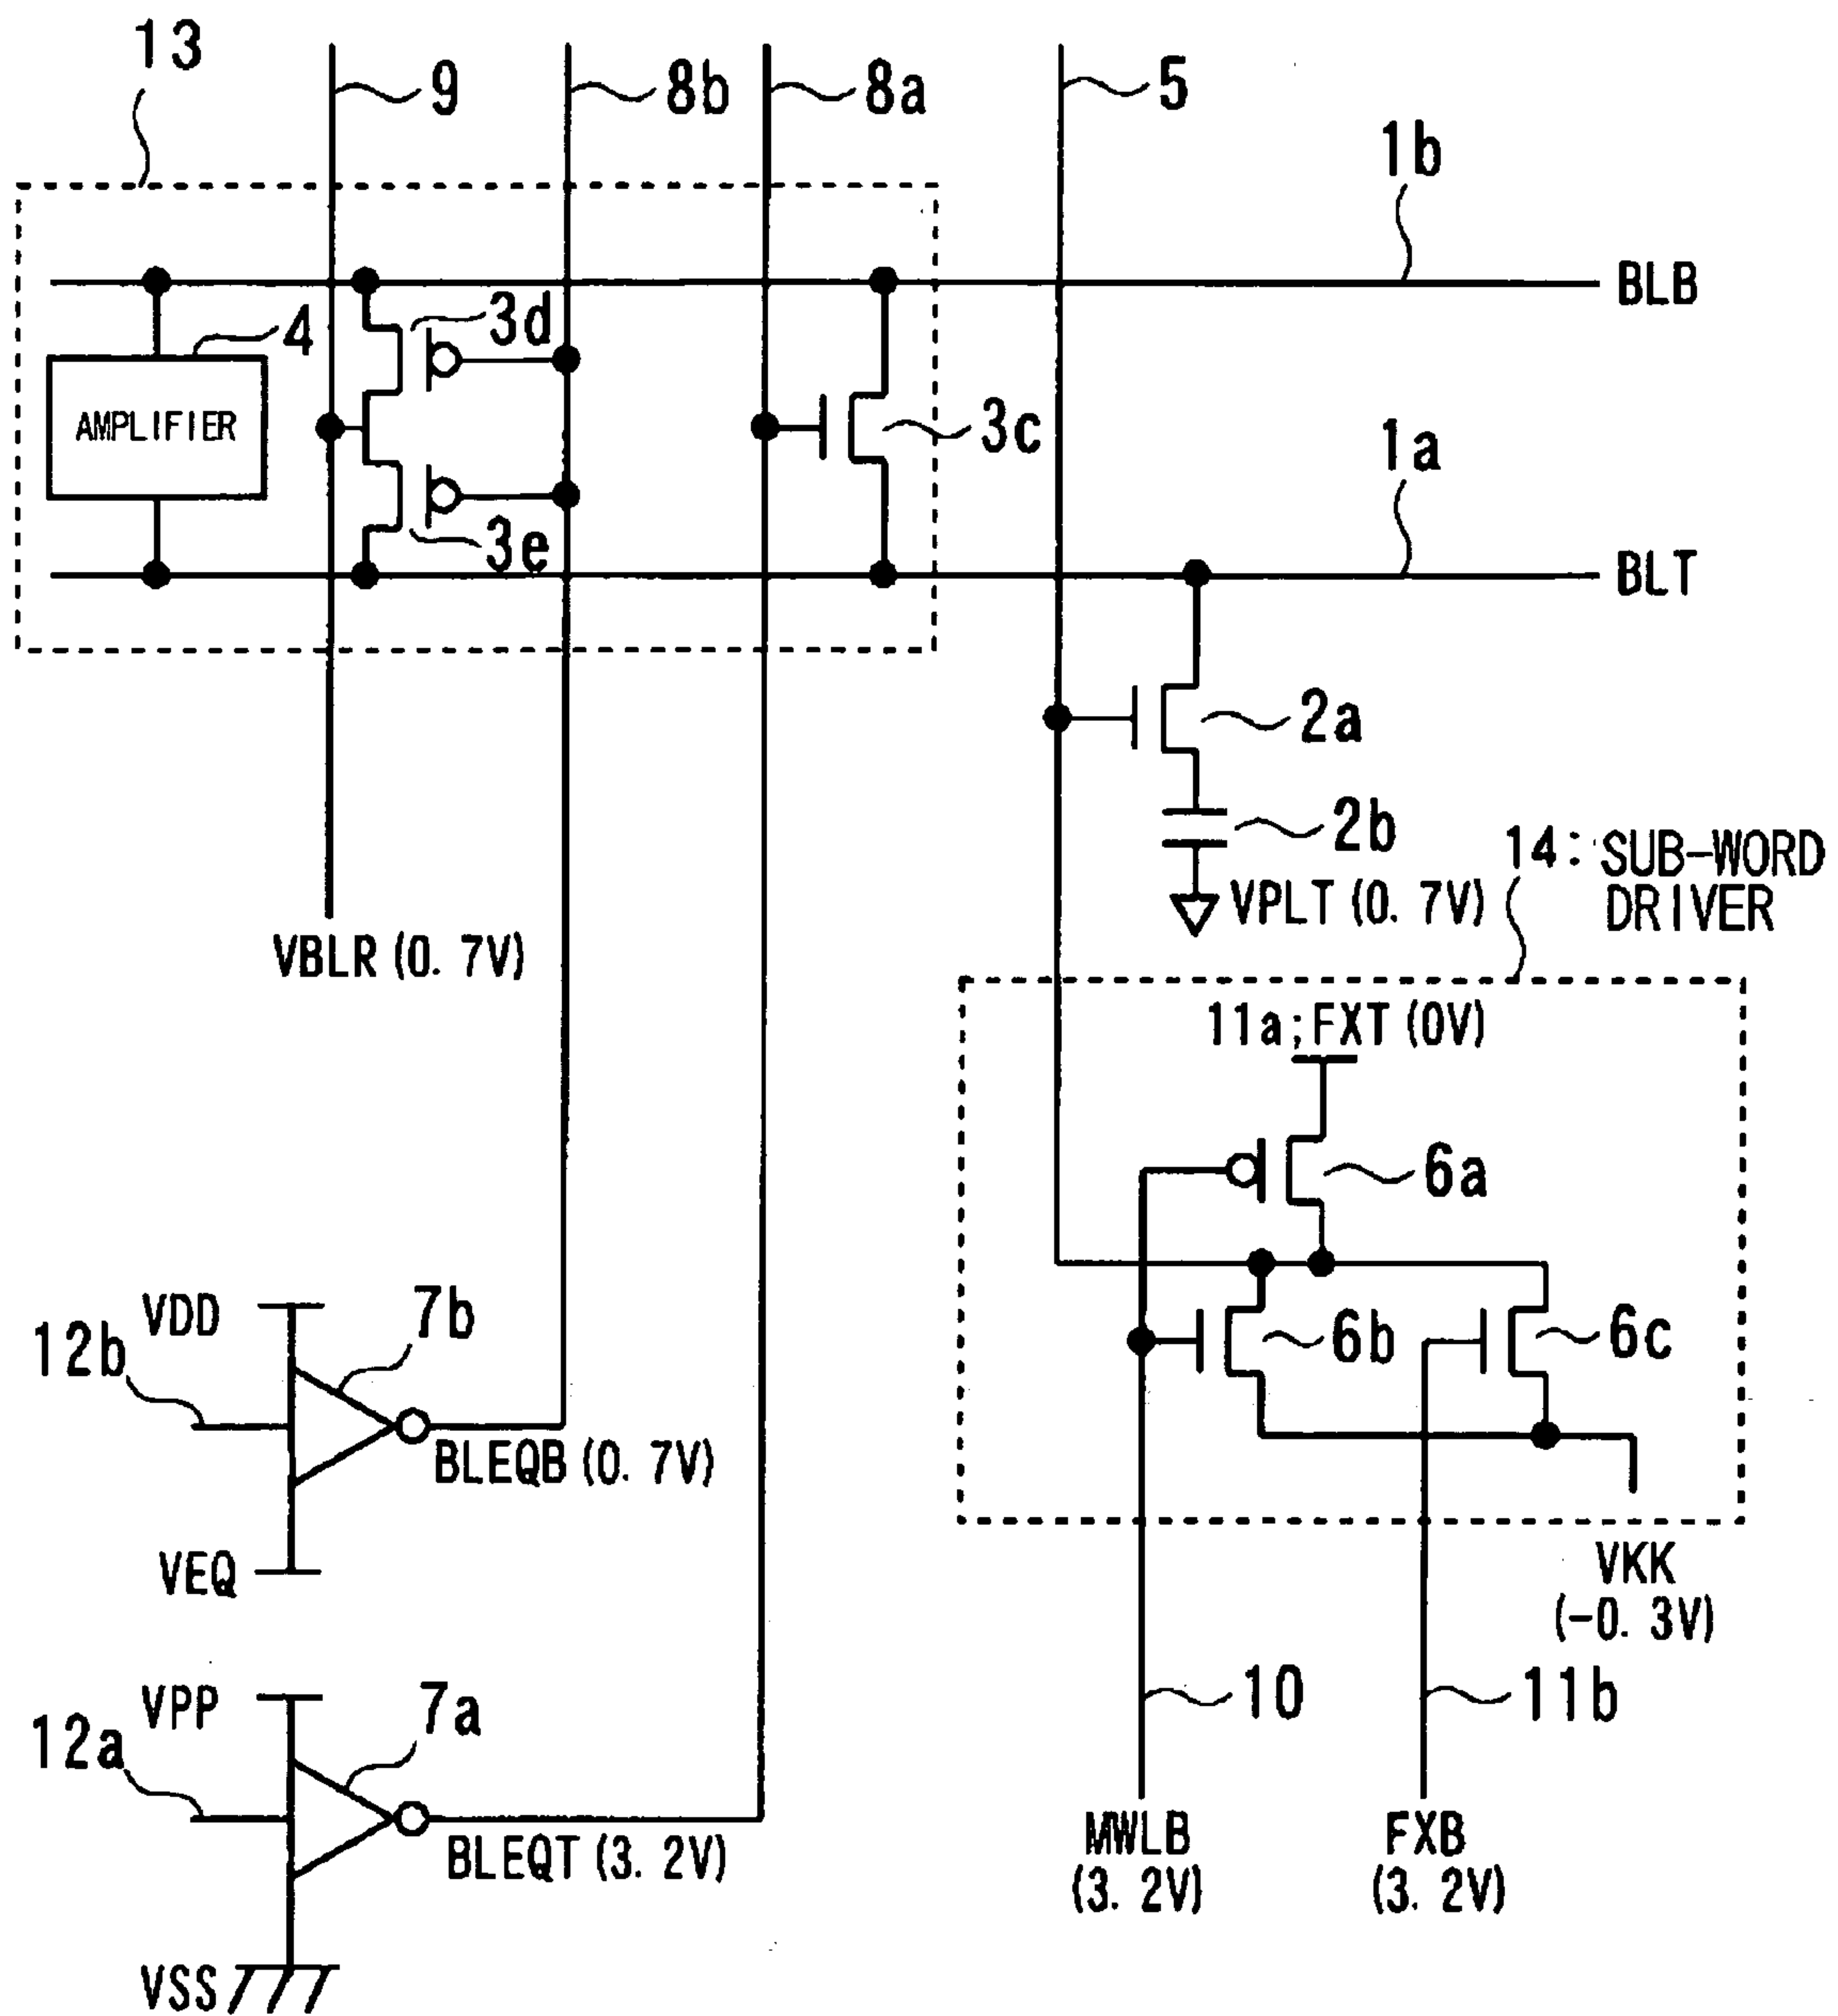 13
9
8b
8a
5
1b
BLB
3d
4
AMPLIFIER
3c
1a
3e
BLT
2a
2b
14: SUB-WORD
DRIVER
VPLT (0. 7V)
VBLR (0. 7V)
11a;FXT (0V)
6a
VDD
7b
12b
6b
6c
BLEQB (0. 7V)
VEQ
VKK
(-0. 3V)
VPP
7a
10
11b
12a
MWLB
(3. 2V)
FXB
(3. 2V)
BLEQT (3. 2V)
VSS